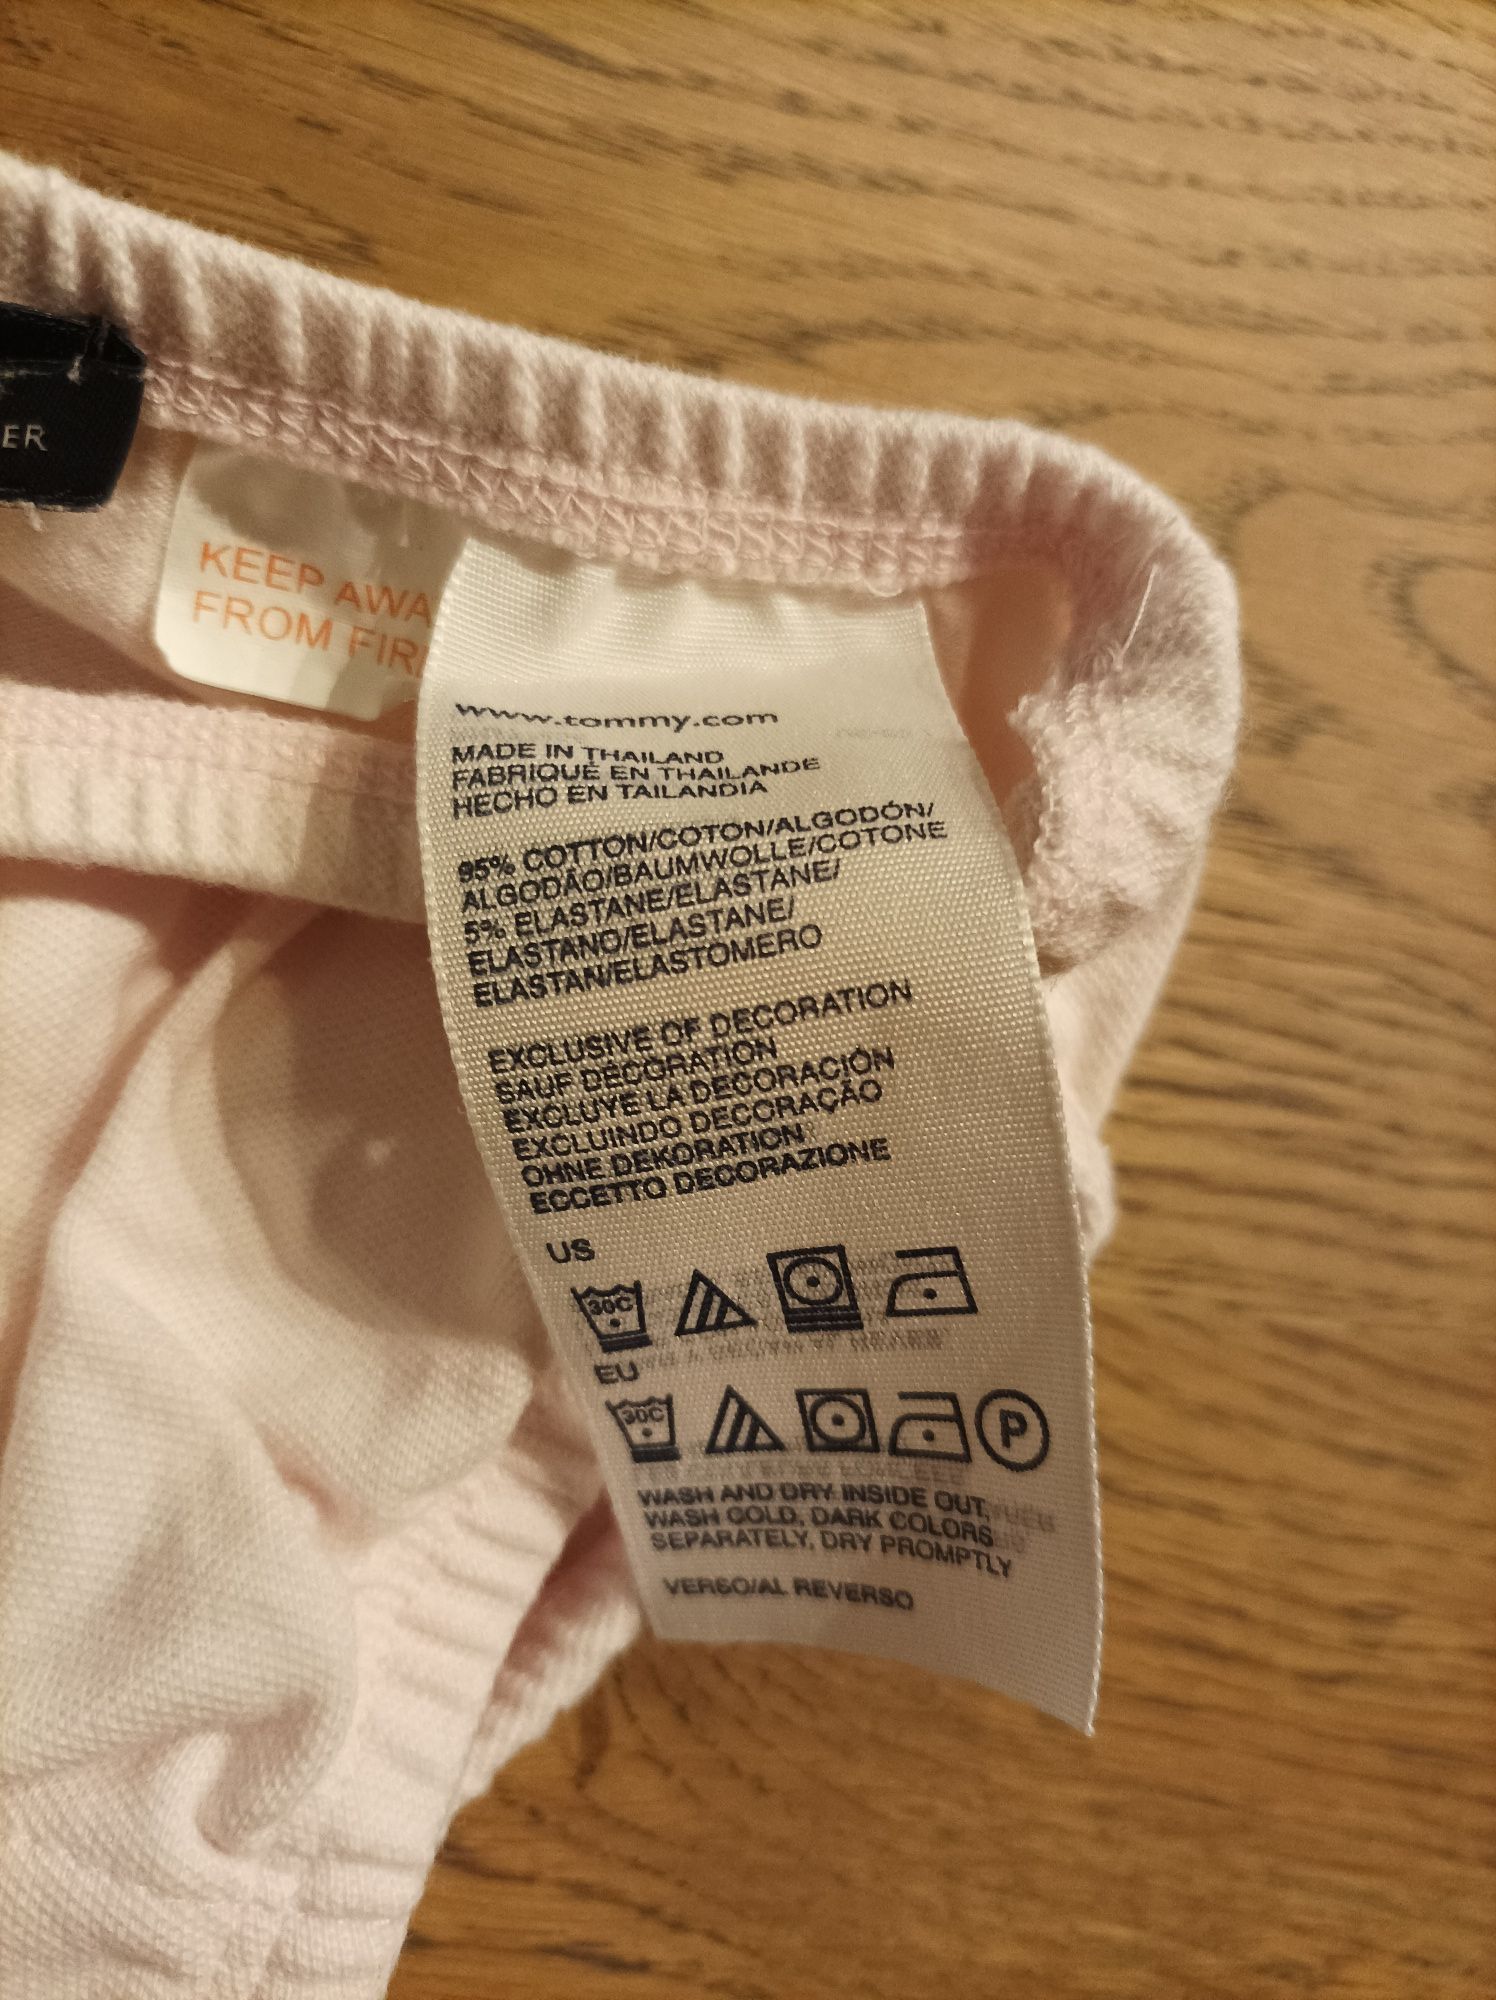 ER
KEEP AWA
FROM FIR
www.tommy.com
MADE IN THAILAND
FABRIQUÉ EN THAILANDE
HECHO EN TAILANDIA
95% COTTON/COTON/ALGODÓN/
ALGODÃO/BAUMWOLLE/COTONE
5% ELASTANE/ELASTANE/
ELASTANO/ELASTANE/
ELASTAN/ELASTOMERO
EXCLUSIVE OF DECORATION
SAUF DÉCORATION
EXCLUYE LA DECORACIÓN
EXCLUINDO DECORAÇÃO
OHNE DEKORATION
ECCETTO DECORAZIONE
US
30C
EU
30C P
WASH AND DRY INSIDE OUT,
WASH COLD, DARK COLORS
SEPARATELY, DRY PROMPTLY
VERSO/AL REVERSO